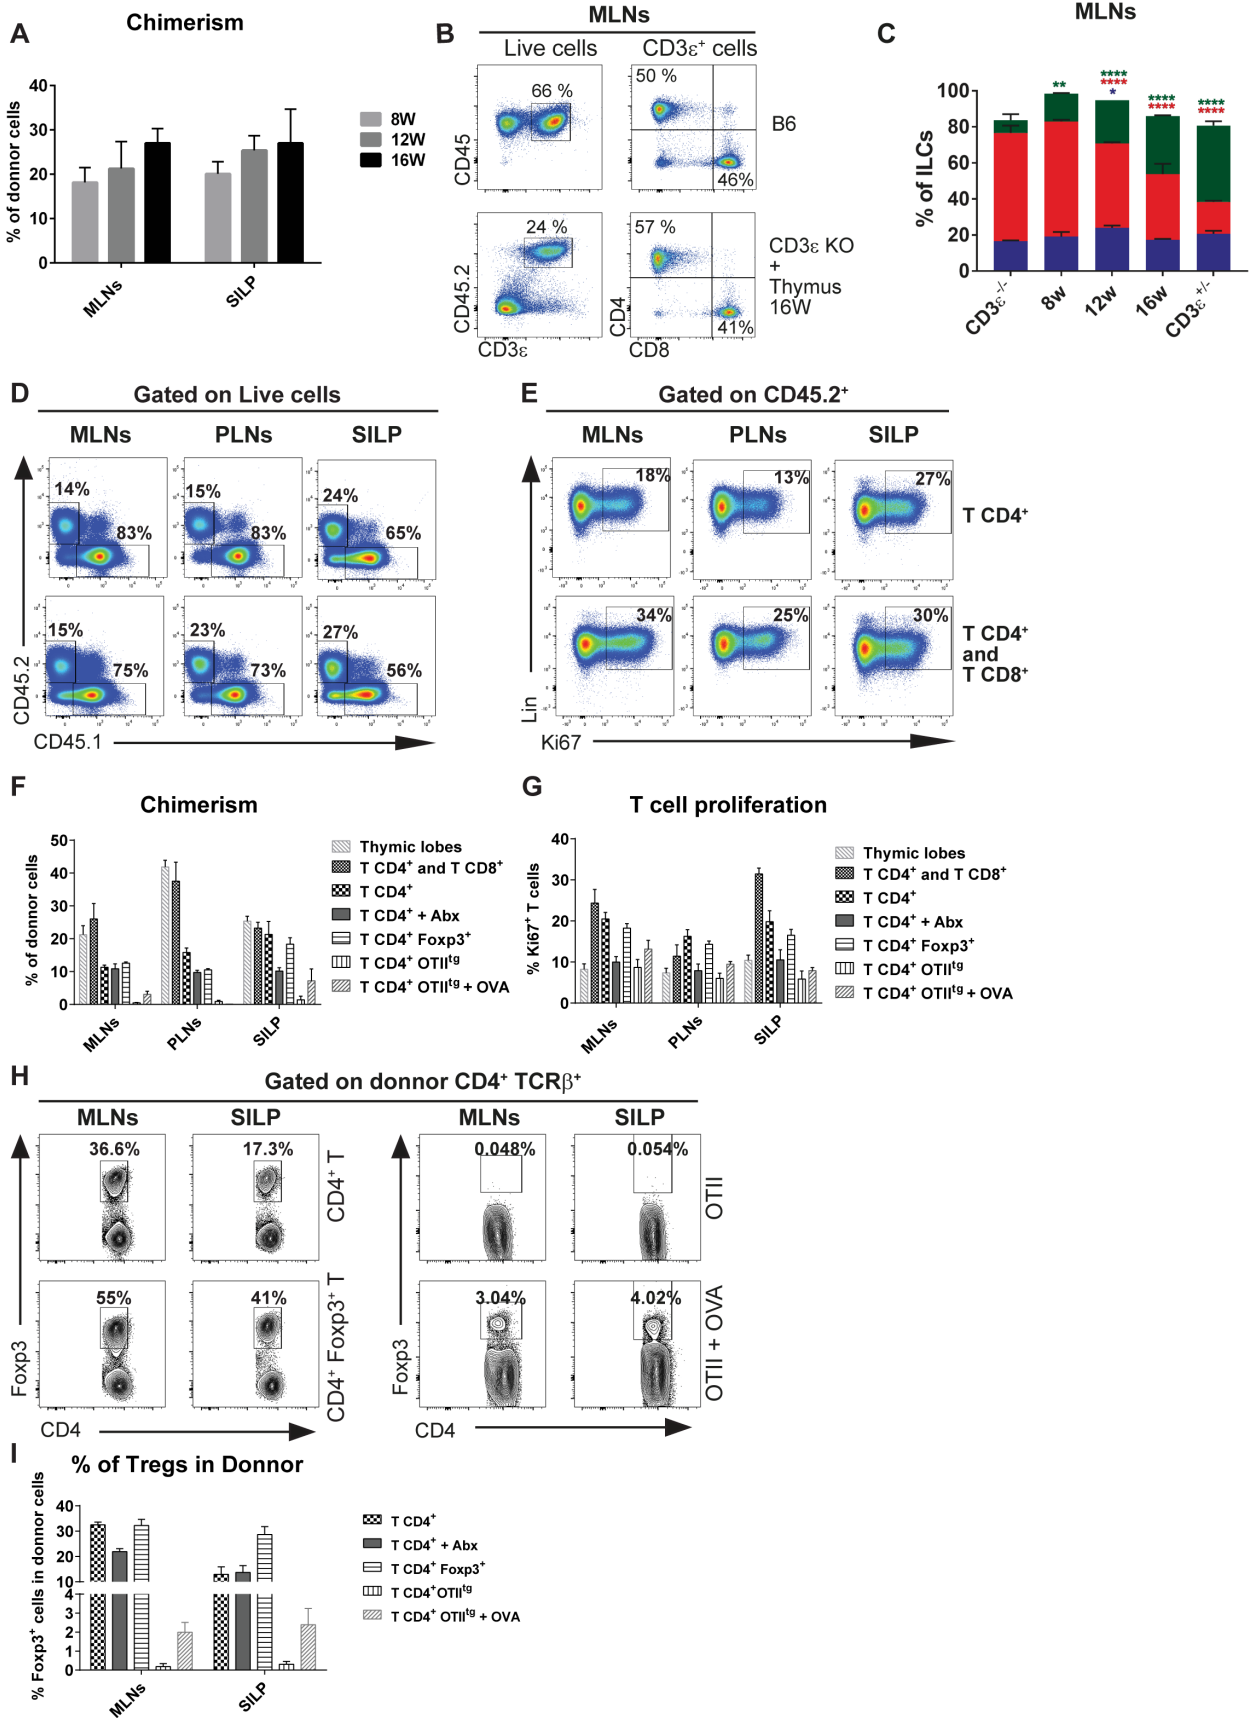 A
Chimerism
% of donnor cells
40
30
20
10
0
MLNs
SILP
8W
12W
16W
B
MLNs
Live cells
CD3ε⁺ cells
66 %
50 %
46%
B6
CD45
24 %
57 %
41%
CD3ε KO
+
Thymus
16W
CD45.2
CD4
CD3ε
CD8
C
MLNs
% of ILCs
100
80
60
40
20
0
**
****
****
*
****
****
****
****
CD3ε⁻/⁻
8w
12w
16w
CD3ε⁺/⁻
D
Gated on Live cells
MLNs
PLNs
SILP
14%
83%
15%
83%
24%
65%
15%
75%
23%
73%
27%
56%
CD45.2
CD45.1
E
Gated on CD45.2⁺
MLNs
PLNs
SILP
18%
13%
27%
T CD4⁺
34%
25%
30%
T CD4⁺
and
T CD8⁺
Lin
Ki67
F
Chimerism
% of donnor cells
50
40
30
20
10
0
MLNs
PLNs
SILP
Thymic lobes
T CD4⁺ and T CD8⁺
T CD4⁺
T CD4⁺ + Abx
T CD4⁺ Foxp3⁺
T CD4⁺ OTIIᵗᵍ
T CD4⁺ OTIIᵗᵍ + OVA
G
T cell proliferation
% Ki67⁺ T cells
40
30
20
10
0
MLNs
PLNs
SILP
Thymic lobes
T CD4⁺ and T CD8⁺
T CD4⁺
T CD4⁺ + Abx
T CD4⁺ Foxp3⁺
T CD4⁺ OTIIᵗᵍ
T CD4⁺ OTIIᵗᵍ + OVA
H
Gated on donnor CD4⁺ TCRβ⁺
MLNs
SILP
MLNs
SILP
36.6%
17.3%
CD4⁺ T
0.048%
0.054%
OTII
55%
41%
CD4⁺ Foxp3⁺ T
3.04%
4.02%
OTII + OVA
Foxp3
CD4
Foxp3
CD4
I
% of Tregs in Donnor
% Foxp3⁺ cells in donnor cells
40
30
20
10
4
3
2
1
0
MLNs
SILP
T CD4⁺
T CD4⁺ + Abx
T CD4⁺ Foxp3⁺
T CD4⁺OTIIᵗᵍ
T CD4⁺ OTIIᵗᵍ + OVA